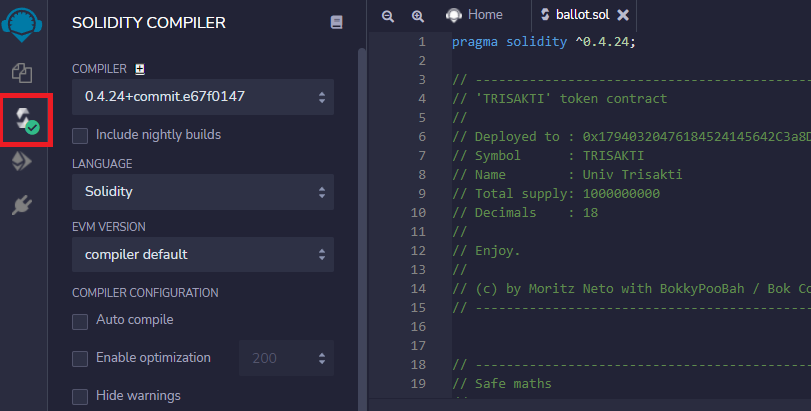 SOLIDITY COMPILER
COMPILER
0.4.24+commit.e67f0147
Include nightly builds
LANGUAGE
Solidity
EVM VERSION
compiler default
COMPILER CONFIGURATION
Auto compile
Enable optimization 200
Hide warnings
Home ballot.sol
1 pragma solidity ^0.4.24;
2
3 // ----------------------------------------------
4 // 'TRISAKTI' token contract
5 //
6 // Deployed to : 0x17940320476184524145642C3a8D
7 // Symbol      : TRISAKTI
8 // Name        : Univ Trisakti
9 // Total supply: 1000000000
10 // Decimals    : 18
11 //
12 // Enjoy.
13 //
14 // (c) by Moritz Neto with BokkyPooBah / Bok Co
15 // ----------------------------------------------
16
17
18 // ----------------------------------------------
19 // Safe maths